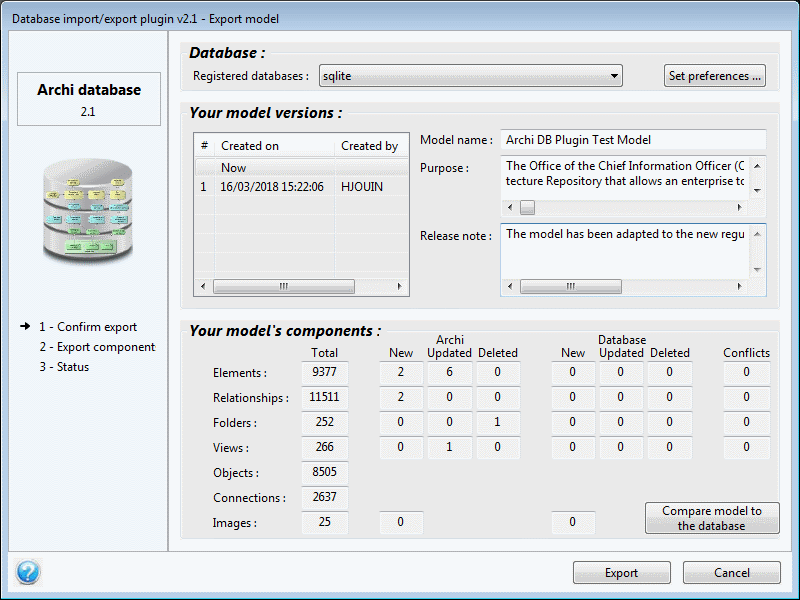 Database import/export plugin v2.1 - Export model
Archi database
2.1
1 - Confirm export
2 - Export component
3 - Status
Database :
Registered databases : sqlite Set preferences ...
Your model versions :
# Created on Created by
Now
1 16/03/2018 15:22:06 HJOUIN
Model name : Archi DB Plugin Test Model
Purpose : The Office of the Chief Information Officer (C
tecture Repository that allows an enterprise to
Release note : The model has been adapted to the new regu
Your model's components :
Archi Database
Total New Updated Deleted New Updated Deleted Conflicts
Elements : 9377 2 6 0 0 0 0 0
Relationships : 11511 2 0 0 0 0 0 0
Folders : 252 0 0 1 0 0 0 0
Views : 266 0 1 0 0 0 0 0
Objects : 8505
Connections : 2637
Images : 25 0 0
Compare model to
the database
? Export Cancel